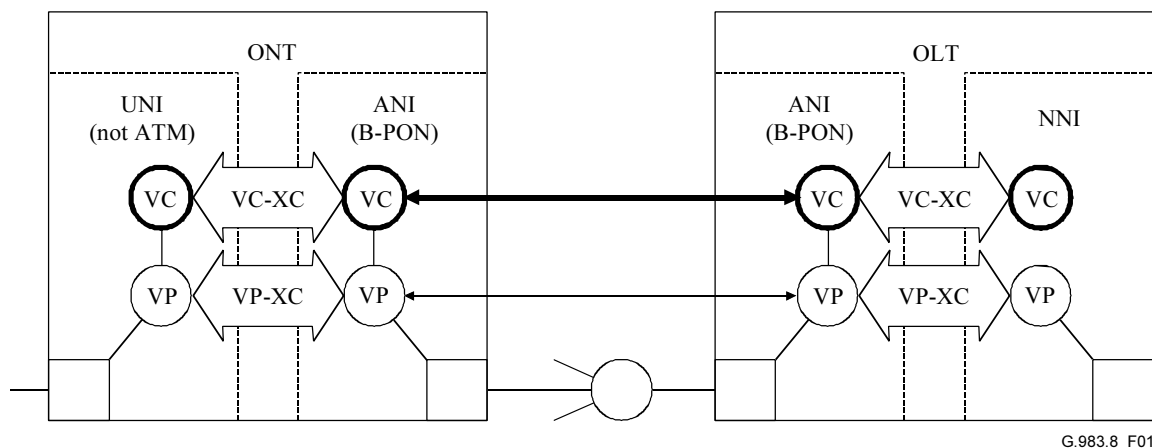 ONT
OLT
UNI
(not ATM)
ANI
(B-PON)
ANI
(B-PON)
NNI
VC
VC-XC
VC
VC
VC-XC
VC
VP
VP-XC
VP
VP
VP-XC
VP
G.983.8_F01